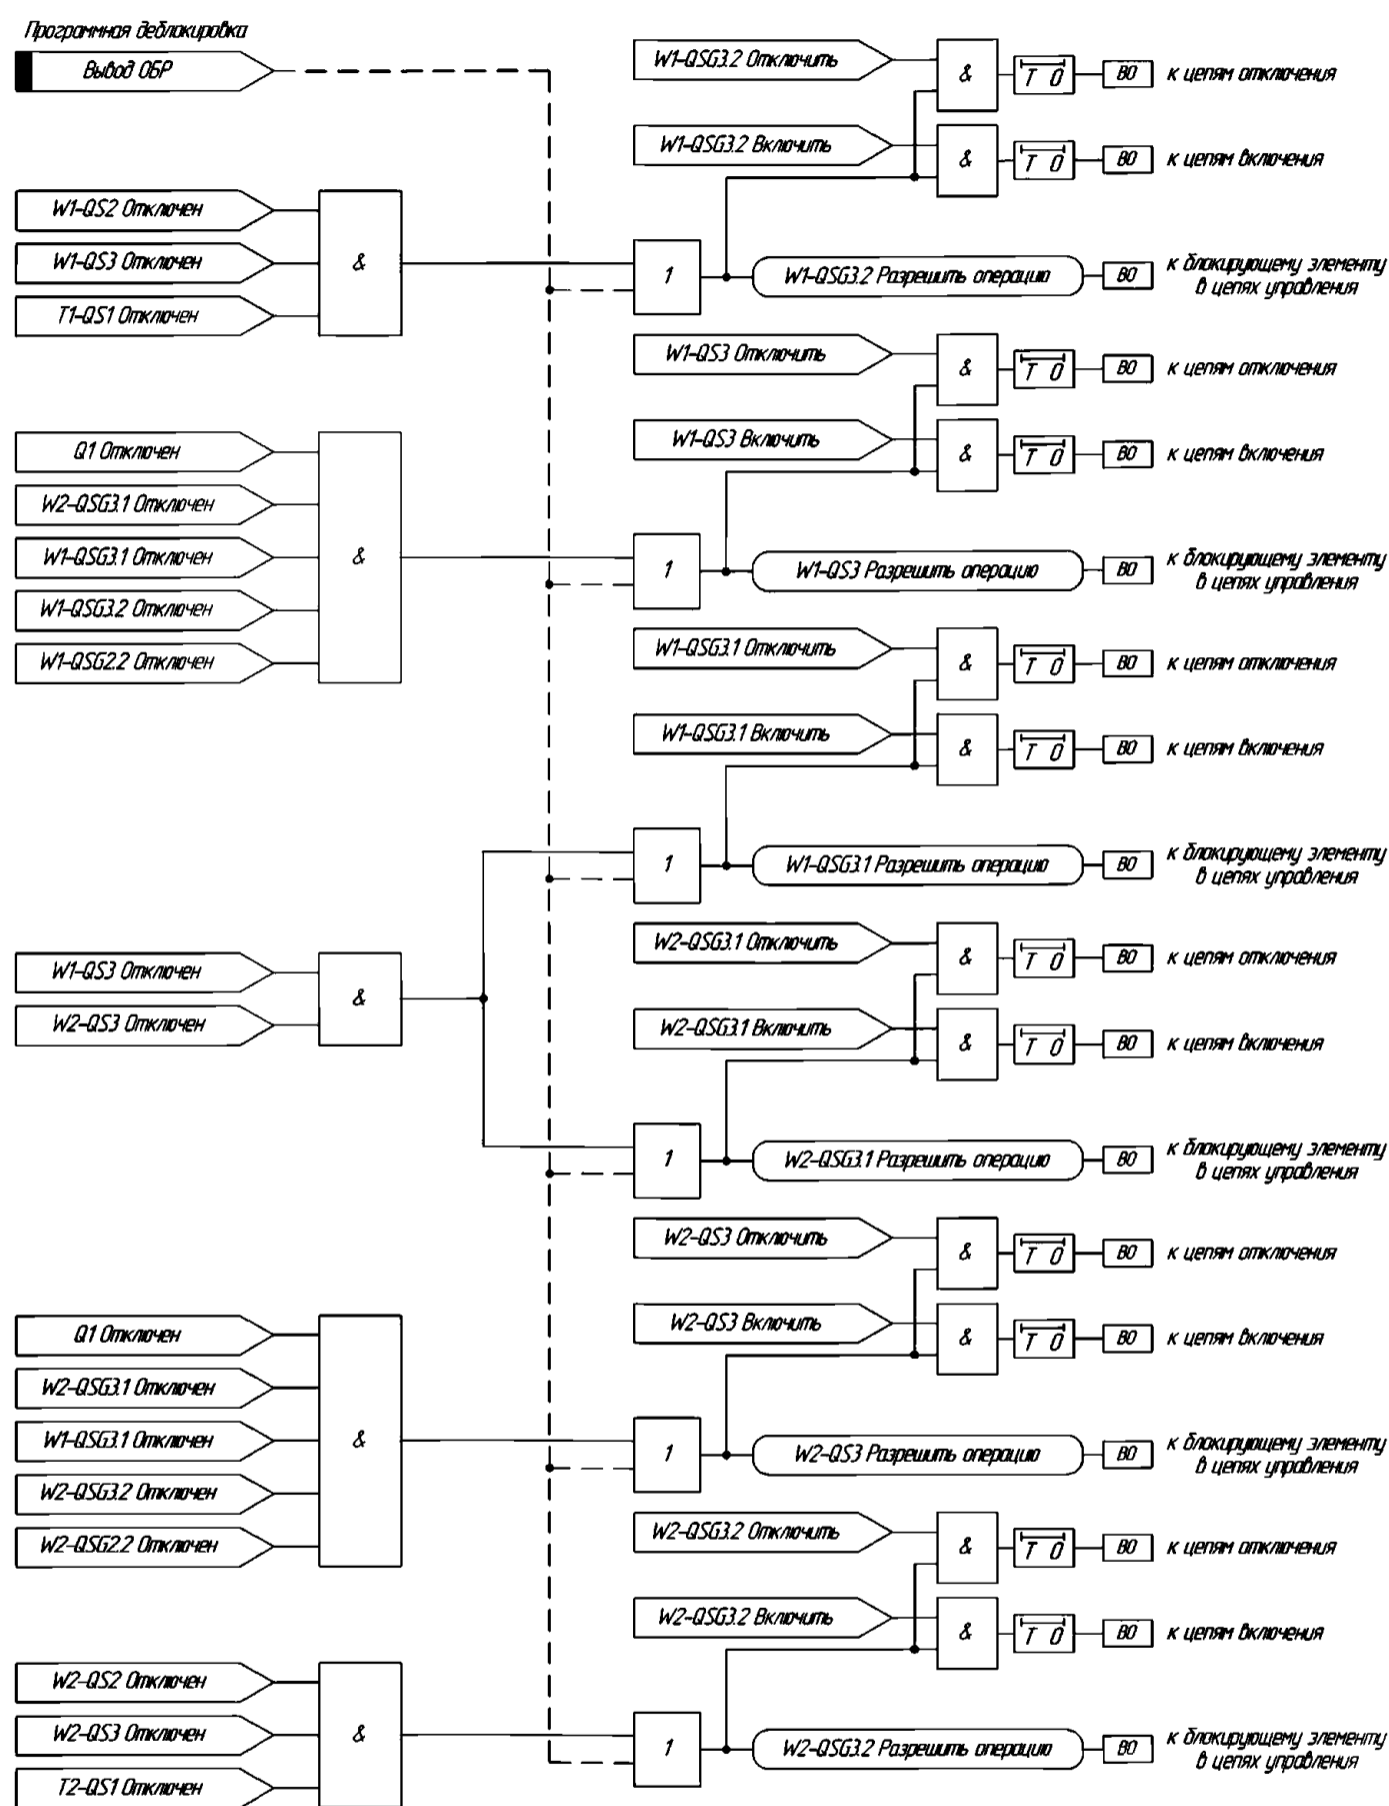 Программная деблокировка
Вывод ОБР
W1-QSG3.2 Отключить
&
T 0
ВО
к цепям отключения
W1-QSG3.2 Включить
&
T 0
ВО
к цепям включения
W1-QS2 Отключен
W1-QS3 Отключен
T1-QS1 Отключен
&
1
W1-QSG3.2 Разрешить операцию
ВО
к блокирующему элементу
в цепях управления
W1-QS3 Отключить
&
T 0
ВО
к цепям отключения
W1-QS3 Включить
&
T 0
ВО
к цепям включения
Q1 Отключен
W2-QSG3.1 Отключен
W1-QSG3.1 Отключен
W1-QSG3.2 Отключен
W1-QSG2.2 Отключен
&
1
W1-QS3 Разрешить операцию
ВО
к блокирующему элементу
в цепях управления
W1-QSG3.1 Отключить
&
T 0
ВО
к цепям отключения
W1-QSG3.1 Включить
&
T 0
ВО
к цепям включения
1
W1-QSG3.1 Разрешить операцию
ВО
к блокирующему элементу
в цепях управления
W1-QS3 Отключен
W2-QS3 Отключен
&
W2-QSG3.1 Отключить
&
T 0
ВО
к цепям отключения
W2-QSG3.1 Включить
&
T 0
ВО
к цепям включения
1
W2-QSG3.1 Разрешить операцию
ВО
к блокирующему элементу
в цепях управления
W2-QS3 Отключить
&
T 0
ВО
к цепям отключения
W2-QS3 Включить
&
T 0
ВО
к цепям включения
Q1 Отключен
W2-QSG3.1 Отключен
W1-QSG3.1 Отключен
W2-QSG3.2 Отключен
W2-QSG2.2 Отключен
&
1
W2-QS3 Разрешить операцию
ВО
к блокирующему элементу
в цепях управления
W2-QSG3.2 Отключить
&
T 0
ВО
к цепям отключения
W2-QSG3.2 Включить
&
T 0
ВО
к цепям включения
W2-QS2 Отключен
W2-QS3 Отключен
T2-QS1 Отключен
&
1
W2-QSG3.2 Разрешить операцию
ВО
к блокирующему элементу
в цепях управления